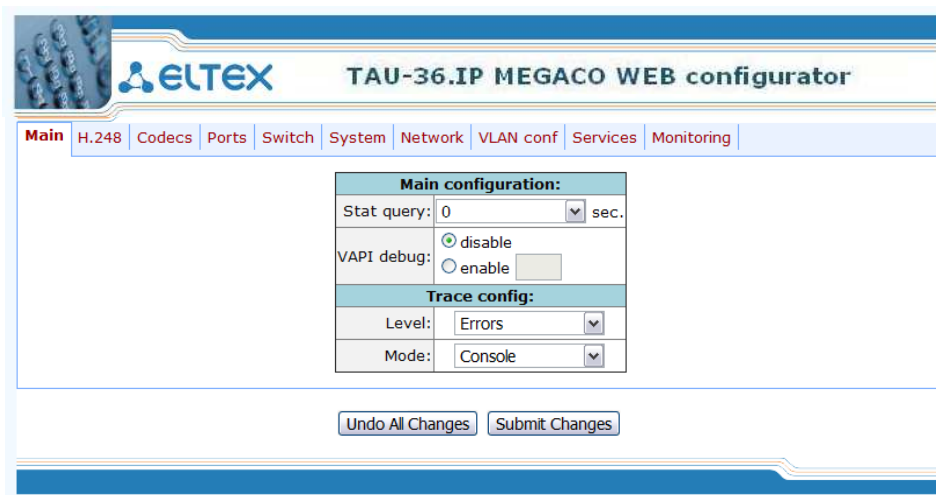 ELTEX TAU-36.IP MEGACO WEB configurator
Main H.248 Codecs Ports Switch System Network VLAN conf Services Monitoring
Main configuration:
Stat query: 0 sec.
VAPI debug: disable
enable
Trace config:
Level: Errors
Mode: Console
Undo All Changes Submit Changes